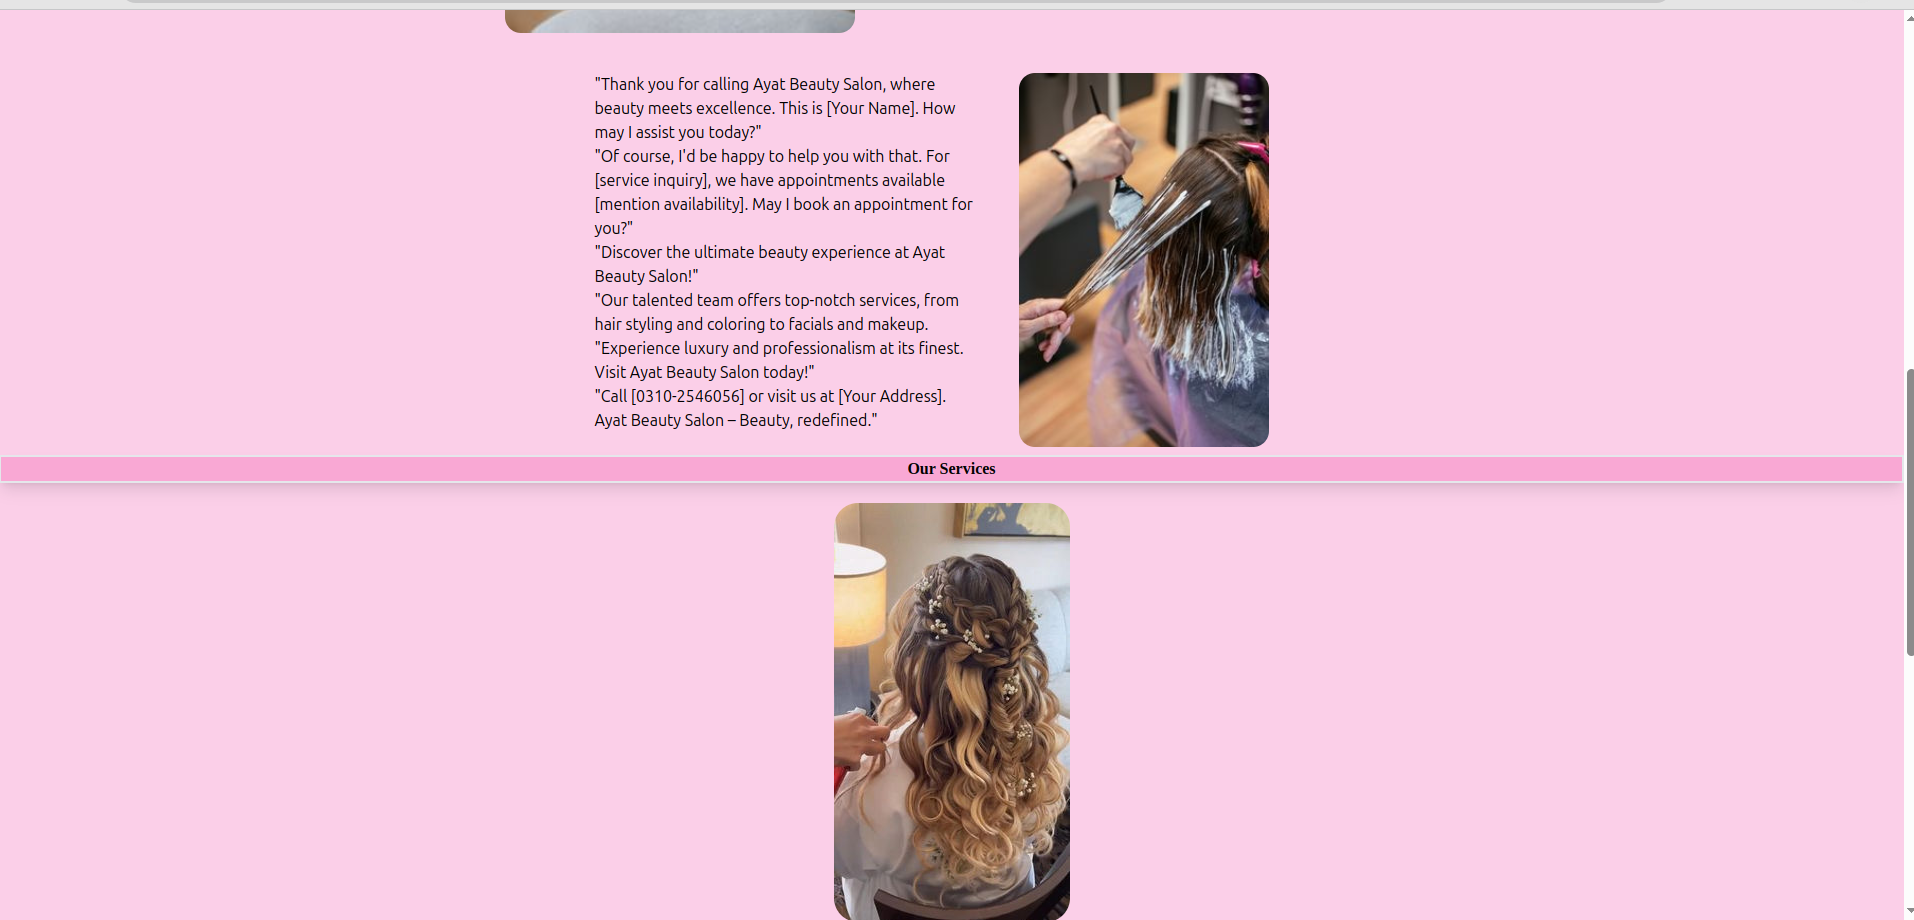 "Thank you for calling Ayat Beauty Salon, where
beauty meets excellence. This is [Your Name]. How
may I assist you today?"
"Of course, I'd be happy to help you with that. For
[service inquiry], we have appointments available
[mention availability]. May I book an appointment for
you?"
"Discover the ultimate beauty experience at Ayat
Beauty Salon!"
"Our talented team offers top-notch services, from
hair styling and coloring to facials and makeup.
"Experience luxury and professionalism at its finest.
Visit Ayat Beauty Salon today!"
"Call [0310-2546056] or visit us at [Your Address].
Ayat Beauty Salon – Beauty, redefined."
Our Services